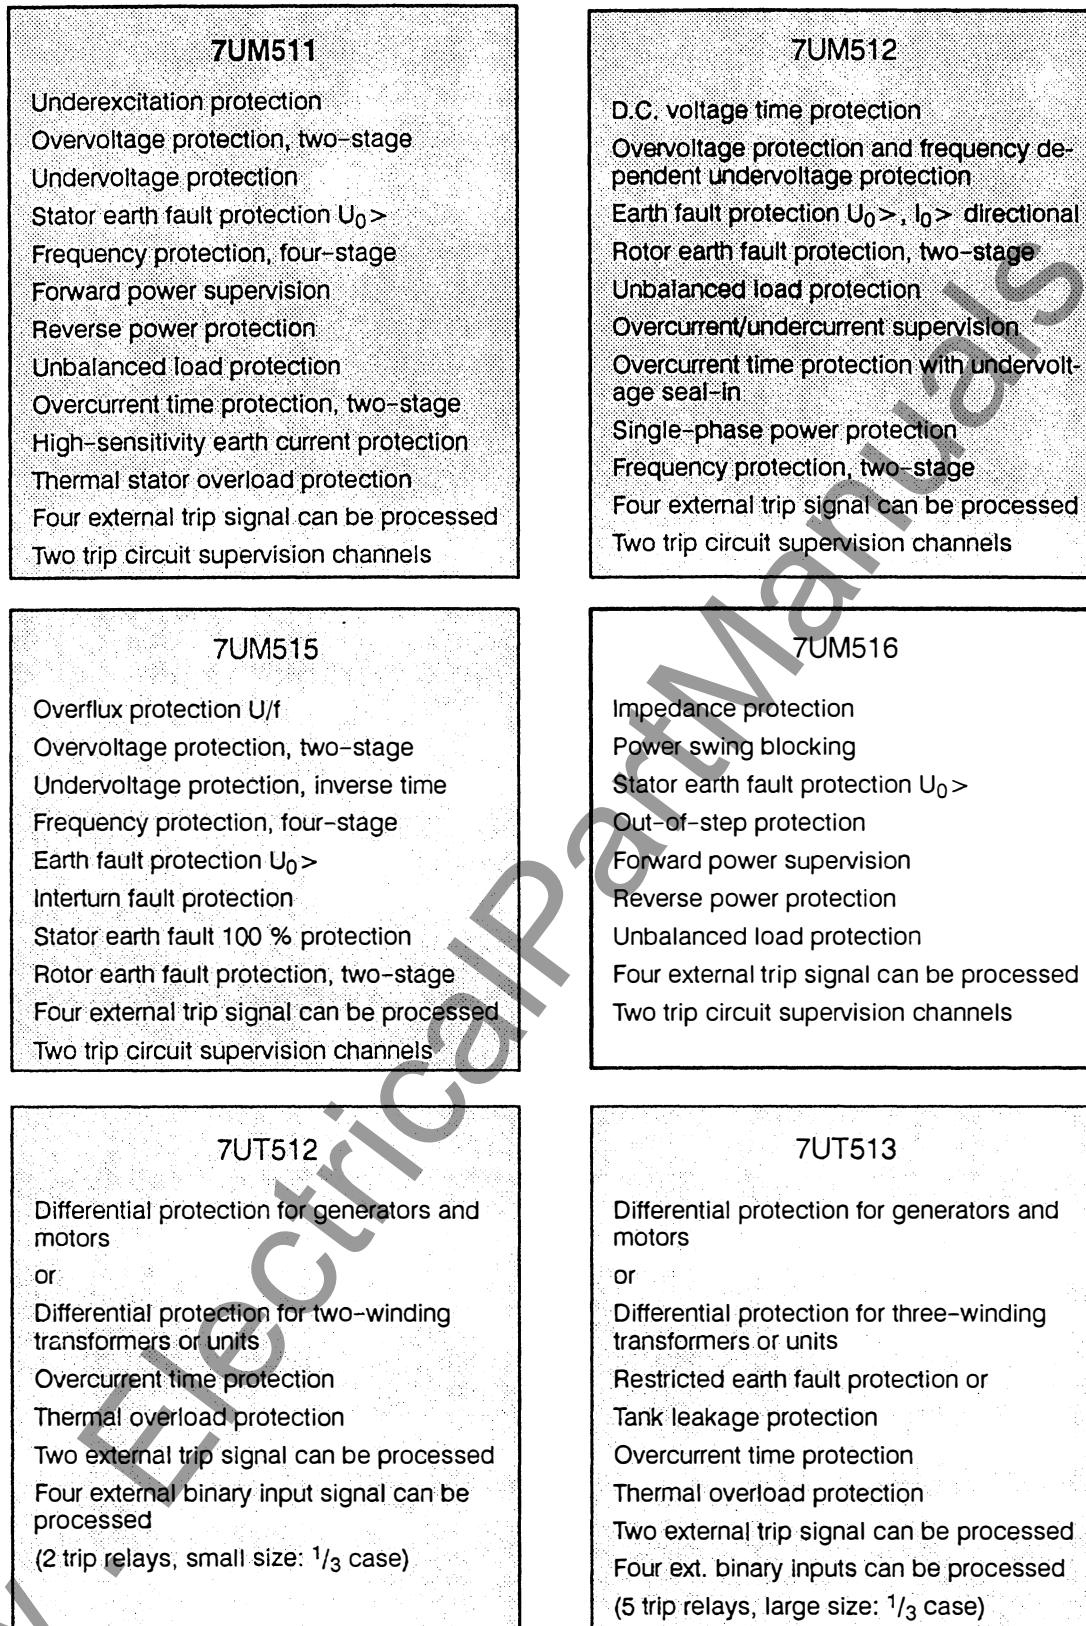 7UM511
Underexcitation protection
Overvoltage protection, two-stage
Undervoltage protection
Stator earth fault protection U0>
Frequency protection, four-stage
Forward power supervision
Reverse power protection
Unbalanced load protection
Overcurrent time protection, two-stage
High-sensitivity earth current protection
Thermal stator overload protection
Four external trip signal can be processed
Two trip circuit supervision channels
7UM512
D.C. voltage time protection
Overvoltage protection and frequency de-
pendent undervoltage protection
Earth fault protection U0>, I0> directional
Rotor earth fault protection, two-stage
Unbalanced load protection
Overcurrent/undercurrent supervision
Overcurrent time protection with undervolt-
age seal-in
Single-phase power protection
Frequency protection, two-stage
Four external trip signal can be processed
Two trip circuit supervision channels
7UM515
Overflux protection U/f
Overvoltage protection, two-stage
Undervoltage protection, inverse time
Frequency protection, four-stage
Earth fault protection U0>
Interturn fault protection
Stator earth fault 100 % protection
Rotor earth fault protection, two-stage
Four external trip signal can be processed
Two trip circuit supervision channels
7UM516
Impedance protection
Power swing blocking
Stator earth fault protection U0>
Out-of-step protection
Forward power supervision
Reverse power protection
Unbalanced load protection
Four external trip signal can be processed
Two trip circuit supervision channels
7UT512
Differential protection for generators and
motors
or
Differential protection for two-winding
transformers or units
Overcurrent time protection
Thermal overload protection
Two external trip signal can be processed
Four external binary input signal can be
processed
(2 trip relays, small size: 1/3 case)
7UT513
Differential protection for generators and
motors
or
Differential protection for three-winding
transformers or units
Restricted earth fault protection or
Tank leakage protection
Overcurrent time protection
Thermal overload protection
Two external trip signal can be processed
Four ext. binary inputs can be processed
(5 trip relays, large size: 1/3 case)
. ElectricalPartManuals